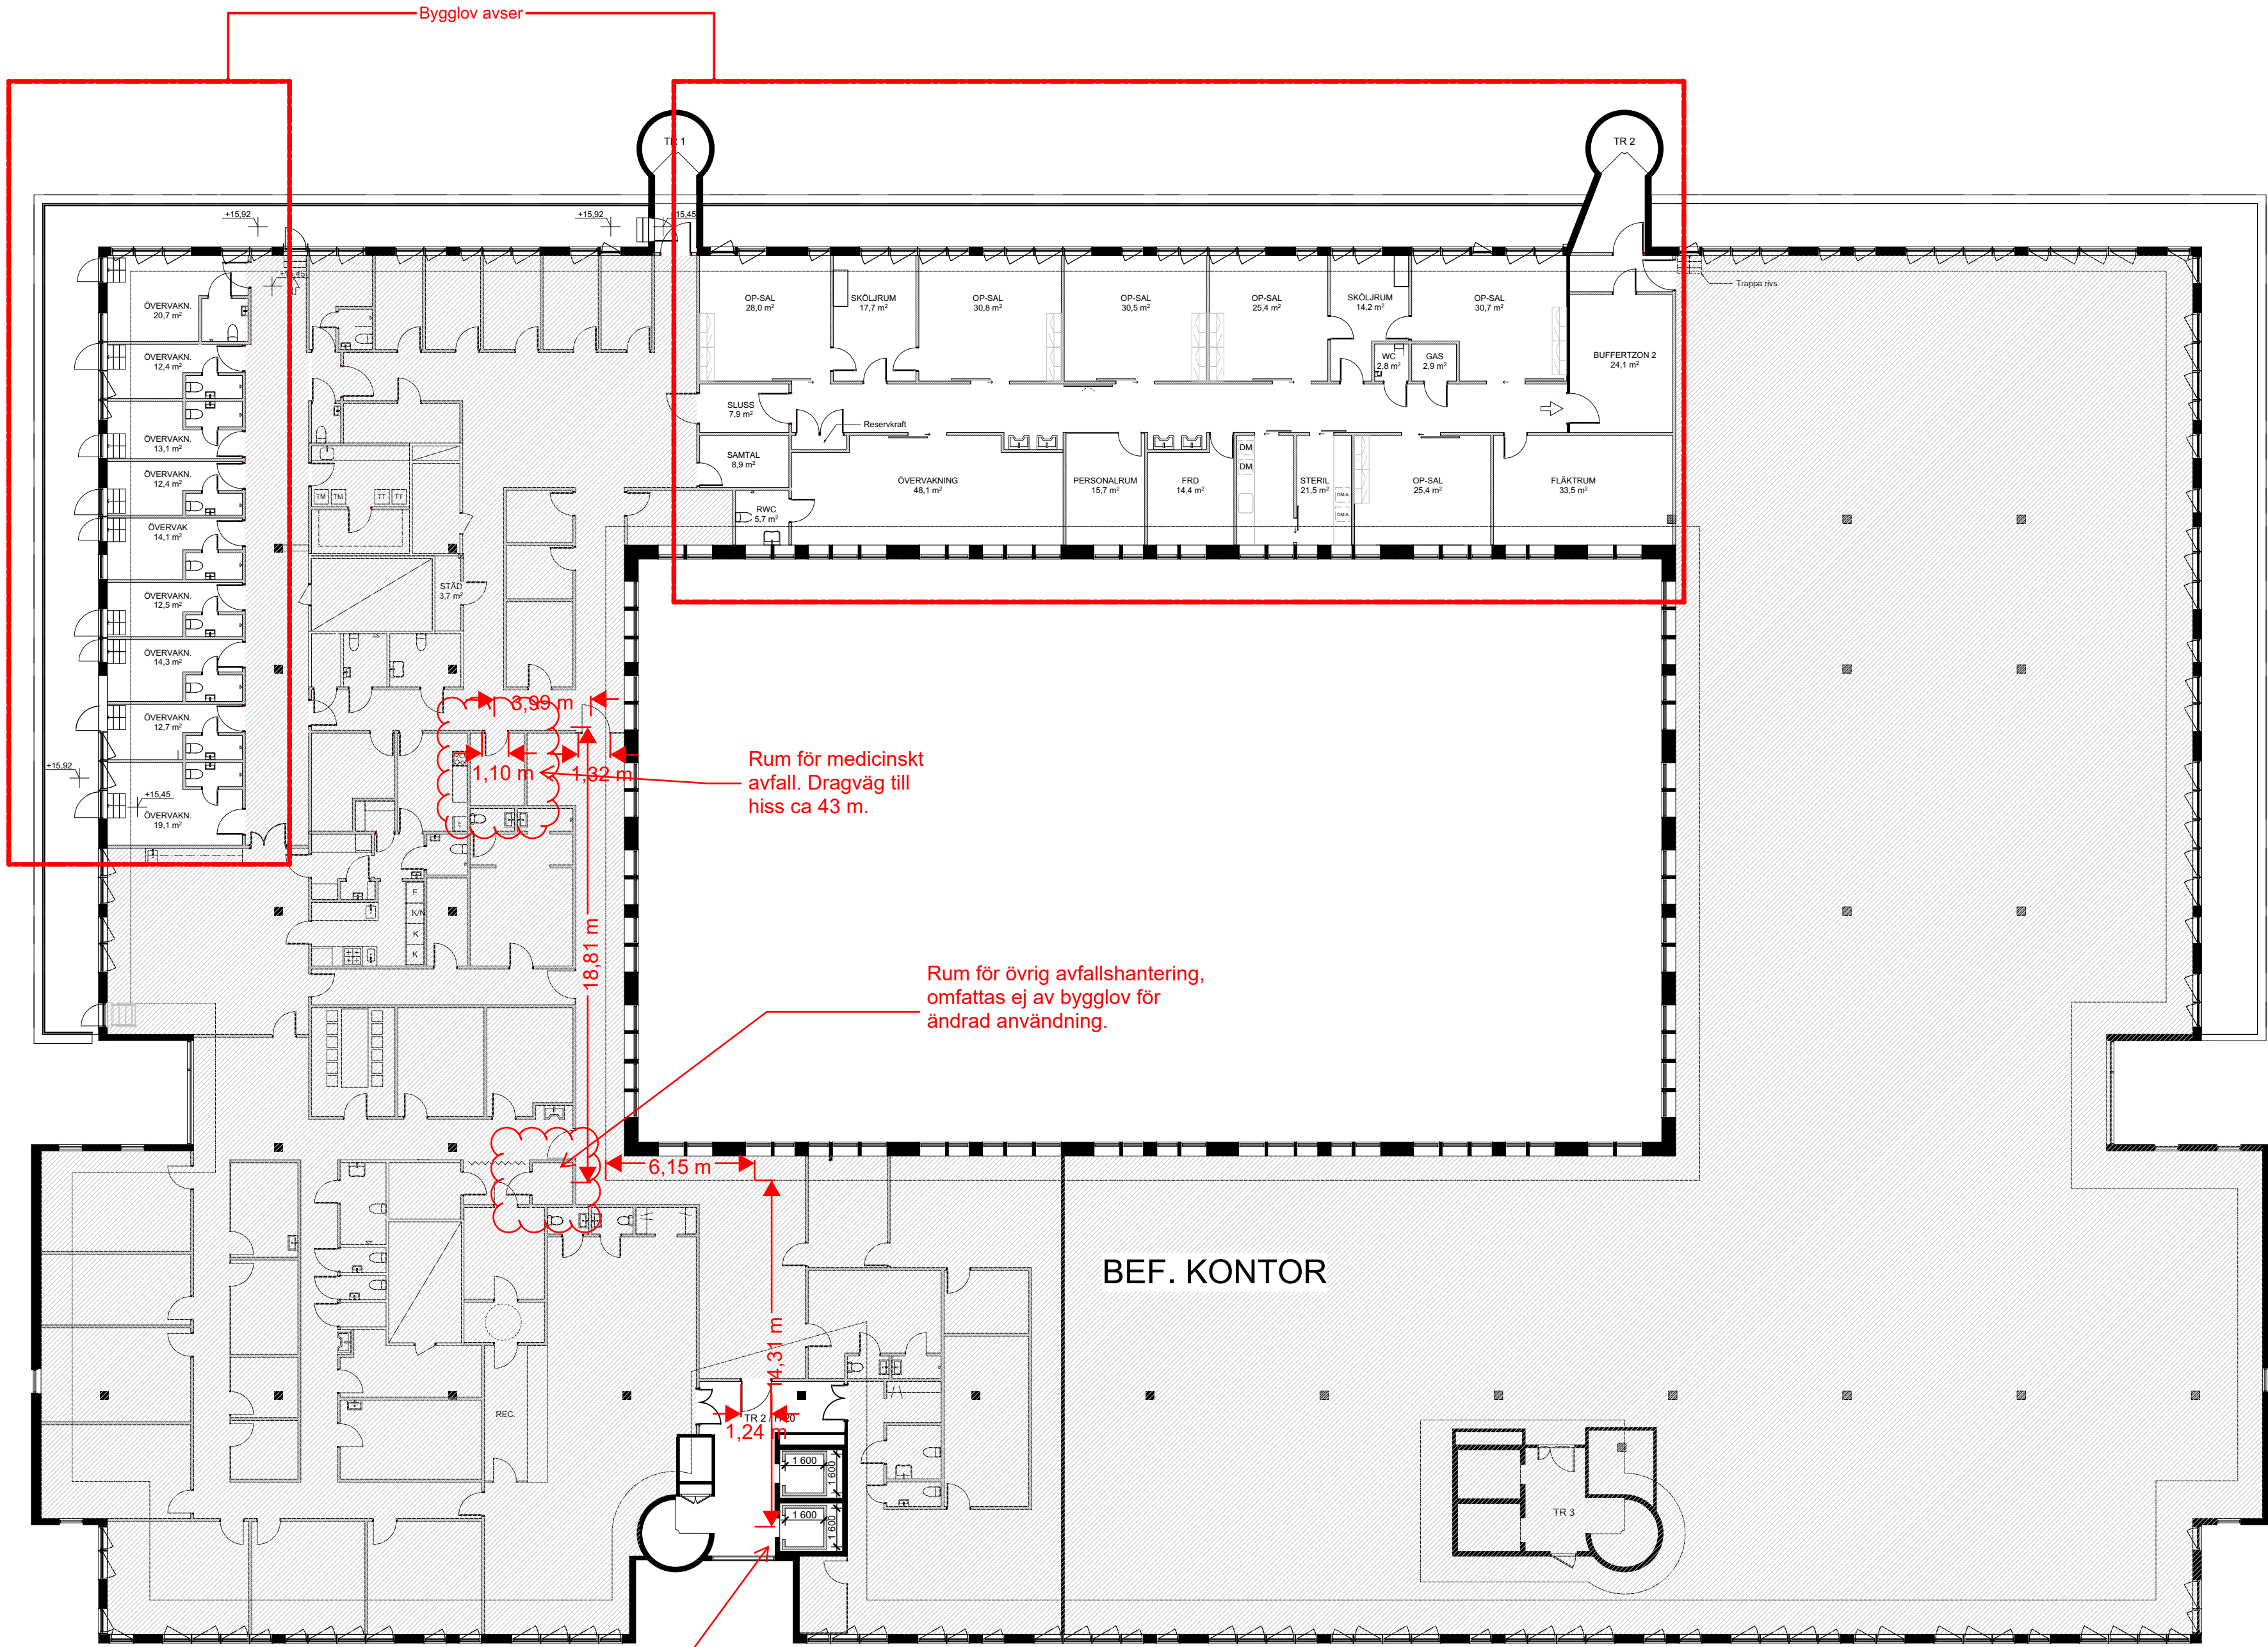 Bygglov avser
TR 1
TR 2
+15,92
+15,92
+15,45
+15,45
Trappa rivs
ÖVERVAKN.
20,7 m²
OP-SAL
28,0 m²
SKÖLJRUM
17,7 m²
OP-SAL
30,8 m²
OP-SAL
30,5 m²
OP-SAL
25,4 m²
SKÖLJRUM
14,2 m²
OP-SAL
30,7 m²
WC
2,8 m²
GAS
2,9 m²
BUFFERTZON 2
24,1 m²
ÖVERVAKN.
12,4 m²
SLUSS
7,9 m²
Reservkraft
ÖVERVAKN.
13,1 m²
SAMTAL
8,9 m²
ÖVERVAKN.
12,4 m²
TM
TM
TT
TT
ÖVERVAKNING
48,1 m²
PERSONALRUM
15,7 m²
FRD
14,4 m²
DM
DM
STERIL
21,5 m²
DM A.
DM A.
OP-SAL
25,4 m²
FLÄKTRUM
33,5 m²
RWC
5,7 m²
ÖVERVAK
14,1 m²
STÄD
3,7 m²
ÖVERVAKN.
12,5 m²
ÖVERVAKN.
14,3 m²
3,99 m
ÖVERVAKN.
12,7 m²
1,10 m
1,32 m
Rum för medicinskt
avfall. Dragväg till
hiss ca 43 m.
+15,92
+15,45
ÖVERVAKN.
19,1 m²
F
K/N
K
K
18,81 m
Rum för övrig avfallshantering,
omfattas ej av bygglov för
ändrad användning.
6,15 m
BEF. KONTOR
14,31 m
REC.
1,24 m
1 600
1 600
1 600
1 600
TR 3